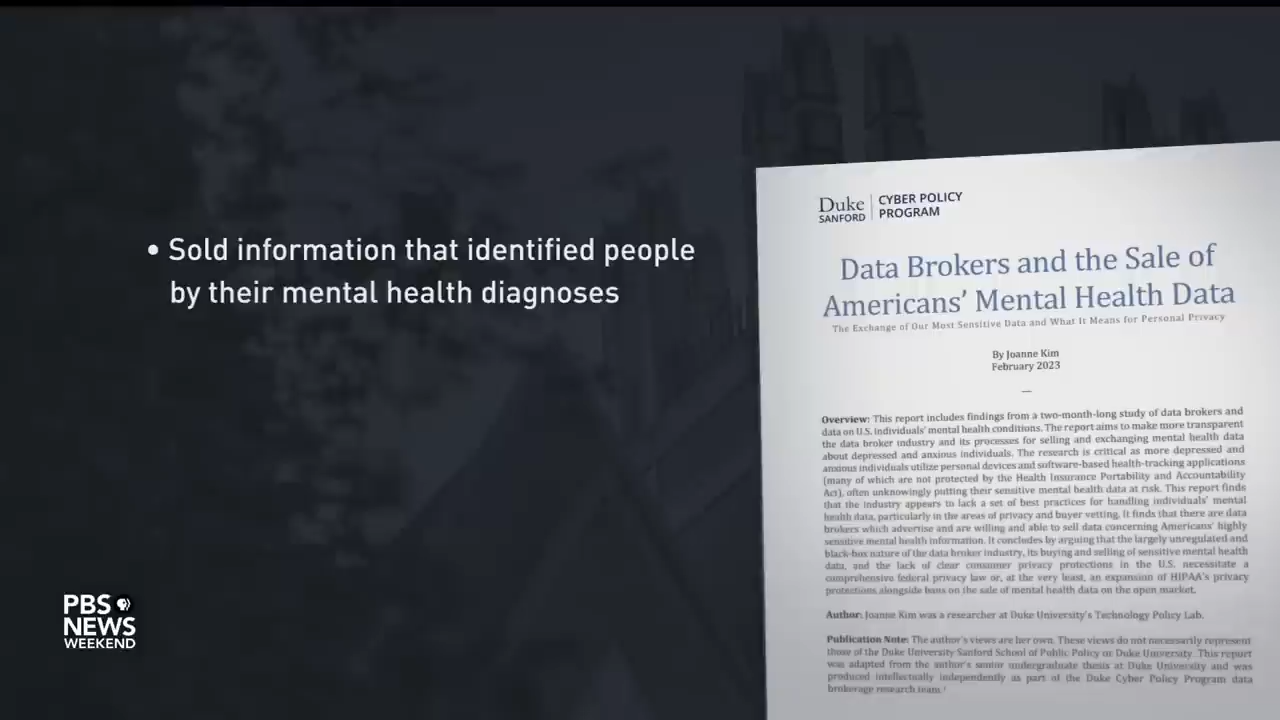 • Sold information that identified people
by their mental health diagnoses
Duke
SANFORD
CYBER POLICY
PROGRAM
Data Brokers and the Sale of
Americans' Mental Health Data
The Exchange of Our Most Sensitive Data and What It Means for Personal Privacy
By Joanne Kim
February 2023
—
Overview: This report includes findings from a two-month-long study of data brokers and
data on U.S. individuals' mental health conditions. The report aims to make more transparent
the data broker industry and its processes for selling and exchanging mental health data
about depressed and anxious individuals. The research is critical as more depressed and
anxious individuals utilize personal devices and software-based health-tracking applications
(many of which are not protected by the Health Insurance Portability and Accountability
Act), often unknowingly putting their sensitive mental health data at risk. This report finds
that the industry appears to lack a set of best practices for handling individuals' mental
health data, particularly in the areas of privacy and buyer vetting. It finds that there are data
brokers which advertise and are willing and able to sell data concerning Americans' highly
sensitive mental health information. It concludes by arguing that the largely unregulated and
black-box nature of the data broker industry, its buying and selling of sensitive mental health
data, and the lack of clear consumer privacy protections in the U.S. necessitate a
comprehensive federal privacy law or, at the very least, an expansion of HIPAA's privacy
protections alongside bans on the sale of mental health data on the open market.
Author: Joanne Kim was a researcher at Duke University's Technology Policy Lab.
Publication Note: The author's views are her own. These views do not necessarily represent
those of the Duke University Sanford School of Public Policy or Duke University. This report
was adapted from the author's senior undergraduate thesis at Duke University and was
produced intellectually independently as part of the Duke Cyber Policy Program data
brokerage research team.¹
PBS
NEWS
WEEKEND